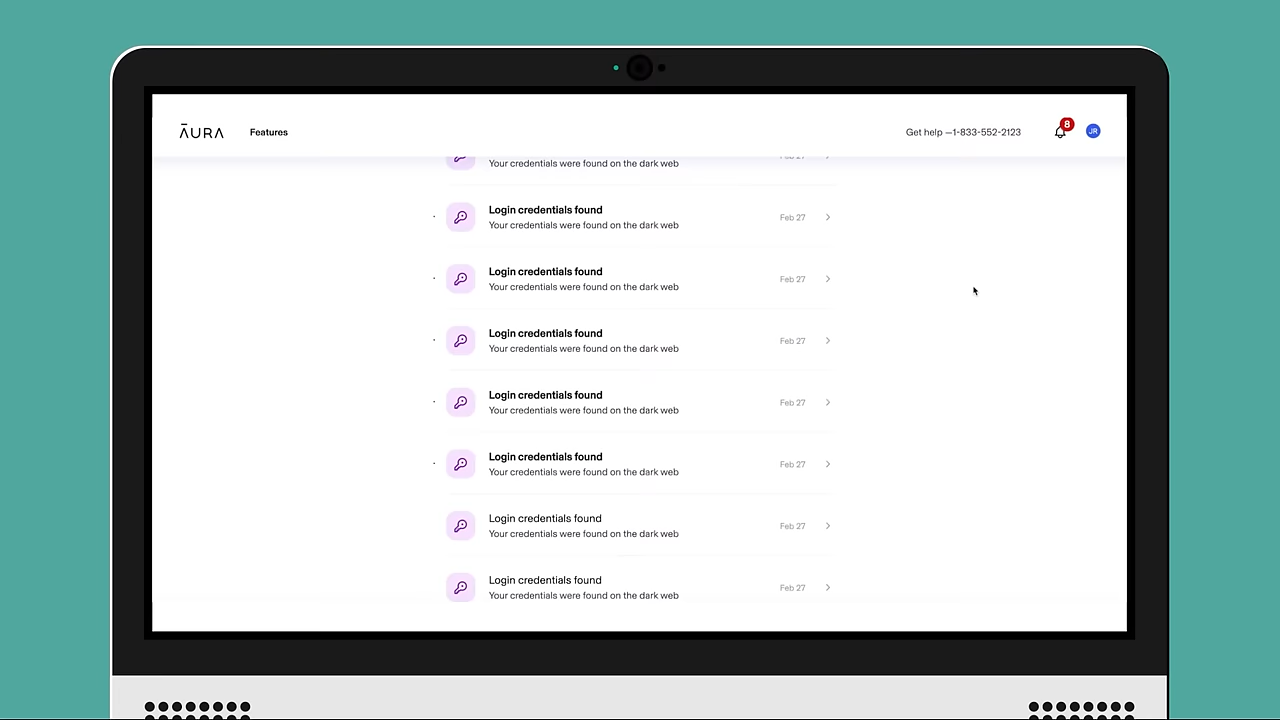 AURA
Features
Get help —1-833-552-2123
8
JR
Your credentials were found on the dark web
Feb 27
Login credentials found
Your credentials were found on the dark web
Feb 27
Login credentials found
Your credentials were found on the dark web
Feb 27
Login credentials found
Your credentials were found on the dark web
Feb 27
Login credentials found
Your credentials were found on the dark web
Feb 27
Login credentials found
Your credentials were found on the dark web
Feb 27
Login credentials found
Your credentials were found on the dark web
Feb 27
Login credentials found
Your credentials were found on the dark web
Feb 27